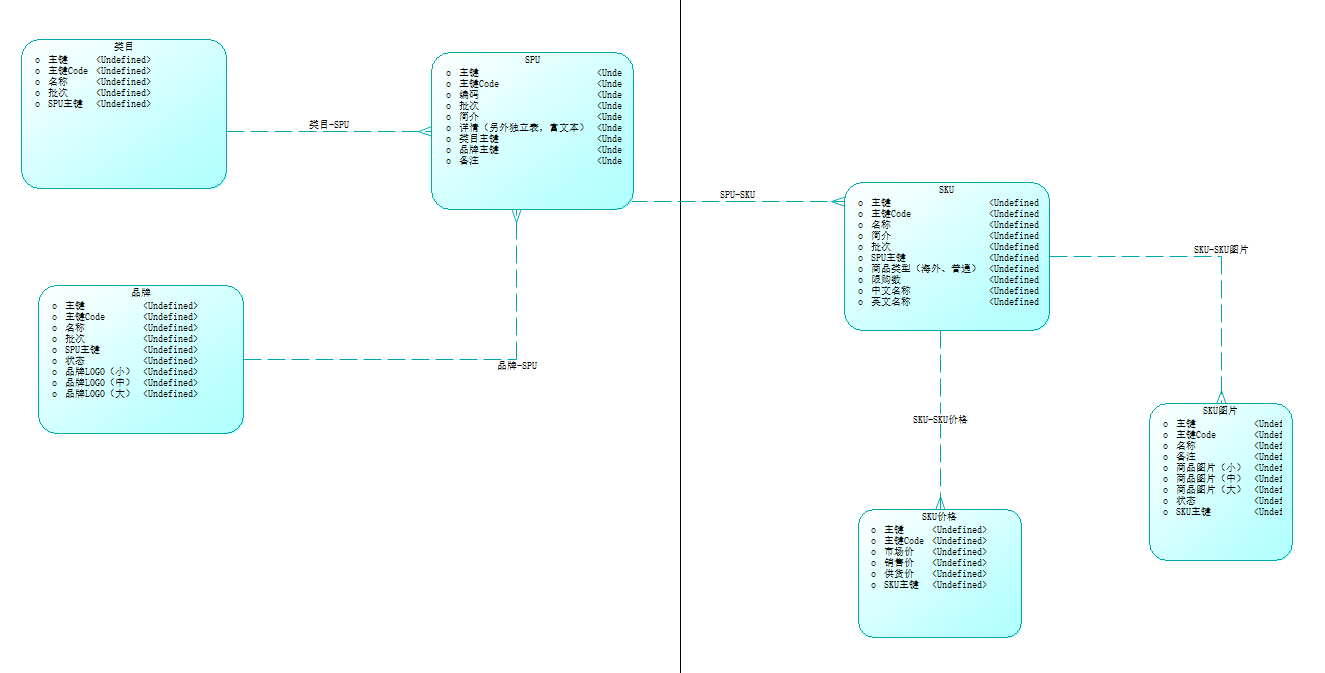 类目
o 主键 <Undefined>
o 主键Code <Undefined>
o 名称 <Undefined>
o 批次 <Undefined>
o SPU主键 <Undefined>
类目-SPU
SPU
o 主键 <Unde
o 主键Code <Unde
o 编码 <Unde
o 批次 <Unde
o 简介 <Unde
o 详情（另外独立表，富文本） <Unde
o 类目主键 <Unde
o 品牌主键 <Unde
o 备注 <Unde
品牌
o 主键 <Undefined>
o 主键Code <Undefined>
o 名称 <Undefined>
o 批次 <Undefined>
o SPU主键 <Undefined>
o 状态 <Undefined>
o 品牌LOGO（小） <Undefined>
o 品牌LOGO（中） <Undefined>
o 品牌LOGO（大） <Undefined>
品牌-SPU
SPU-SKU
SKU
o 主键 <Undefined
o 主键Code <Undefined
o 名称 <Undefined
o 简介 <Undefined
o 批次 <Undefined
o SPU主键 <Undefined
o 商品类型（海外、普通） <Undefined
o 限购数 <Undefined
o 中文名称 <Undefined
o 英文名称 <Undefined
SKU-SKU图片
SKU-SKU价格
SKU图片
o 主键 <Undef
o 主键Code <Undef
o 名称 <Undef
o 备注 <Undef
o 商品图片（小） <Undef
o 商品图片（中） <Undef
o 商品图片（大） <Undef
o 状态 <Undef
o SKU主键 <Undef
SKU价格
o 主键 <Undefined>
o 主键Code <Undefined>
o 市场价 <Undefined>
o 销售价 <Undefined>
o 供货价 <Undefined>
o SKU主键 <Undefined>